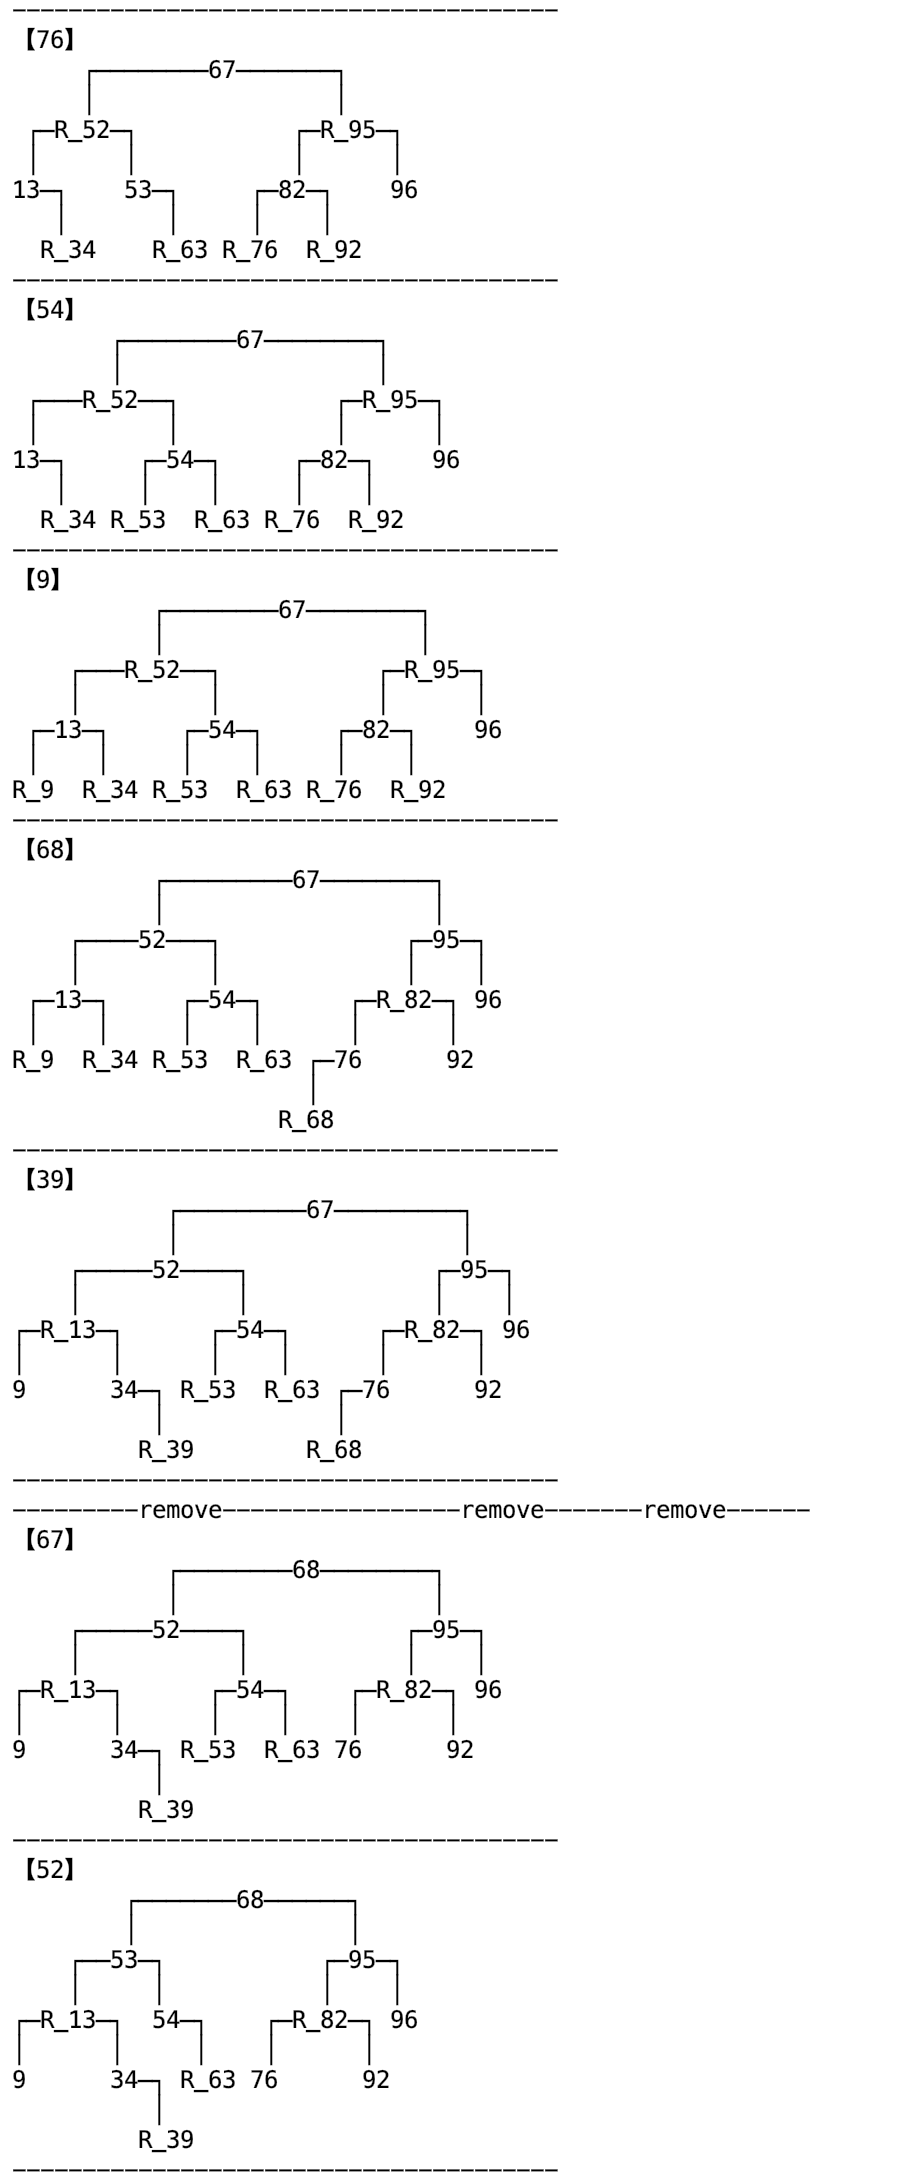 【76】
67
R_52 R_95
13 53 82 96
R_34 R_63 R_76 R_92
【54】
67
R_52 R_95
13 54 82 96
R_34 R_53 R_63 R_76 R_92
【9】
67
R_52 R_95
13 54 82 96
R_9 R_34 R_53 R_63 R_76 R_92
【68】
67
52 95
13 54 R_82 96
R_9 R_34 R_53 R_63 76 92
R_68
【39】
67
52 95
R_13 54 R_82 96
9 34 R_53 R_63 76 92
R_39 R_68
remove remove remove
【67】
68
52 95
R_13 54 R_82 96
9 34 R_53 R_63 76 92
R_39
【52】
68
53 95
R_13 54 R_82 96
9 34 R_63 76 92
R_39